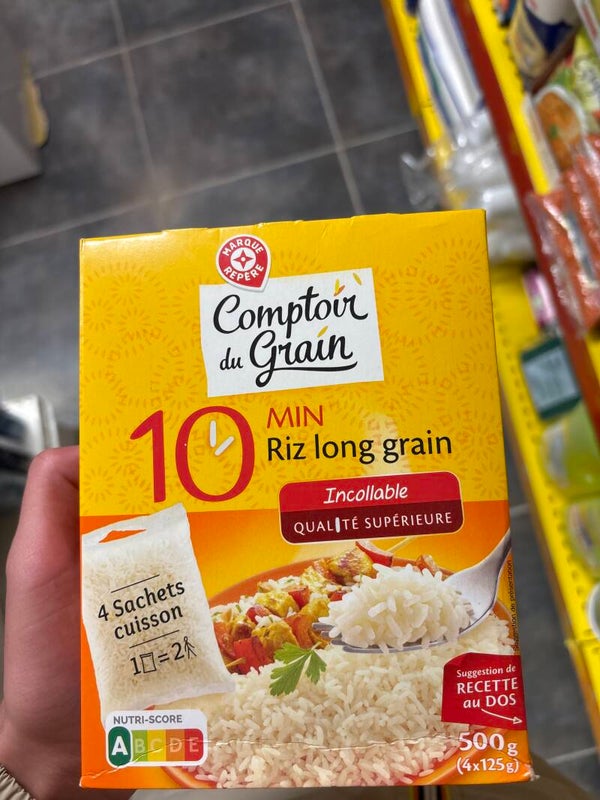 MARQUE
REPÈRE
Comptoir
du Grain
10 MIN
Riz long grain
Incollable
QUALITÉ SUPÉRIEURE
4 Sachets
cuisson
1 = 2
Suggestion de
RECETTE
au DOS
NUTRI-SCORE
A B C D E
500g
(4x125g)